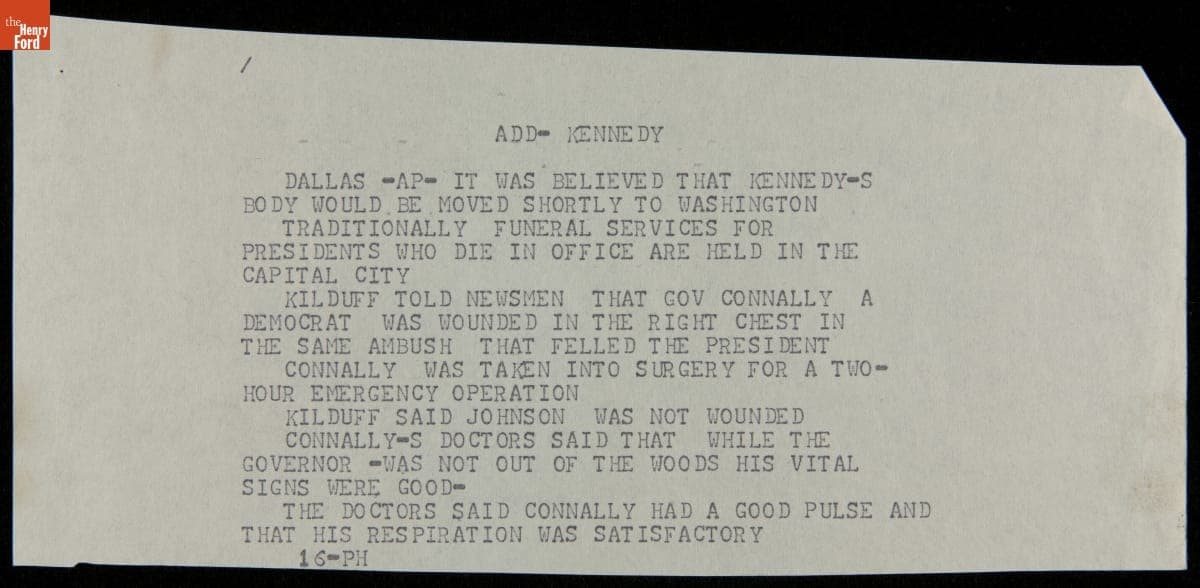 the
Henry
Ford
/
ADD- KENNEDY
DALLAS -AP- IT WAS BELIEVED THAT KENNEDY-S
BODY WOULD BE MOVED SHORTLY TO WASHINGTON
TRADITIONALLY FUNERAL SERVICES FOR
PRESIDENTS WHO DIE IN OFFICE ARE HELD IN THE
CAPITAL CITY
KILDUFF TOLD NEWSMEN THAT GOV CONNALLY A
DEMOCRAT WAS WOUNDED IN THE RIGHT CHEST IN
THE SAME AMBUSH THAT FELLED THE PRESIDENT
CONNALLY WAS TAKEN INTO SURGERY FOR A TWO-
HOUR EMERGENCY OPERATION
KILDUFF SAID JOHNSON WAS NOT WOUNDED
CONNALLY-S DOCTORS SAID THAT WHILE THE
GOVERNOR -WAS NOT OUT OF THE WOODS HIS VITAL
SIGNS WERE GOOD-
THE DOCTORS SAID CONNALLY HAD A GOOD PULSE AND
THAT HIS RESPIRATION WAS SATISFACTORY
16-PH